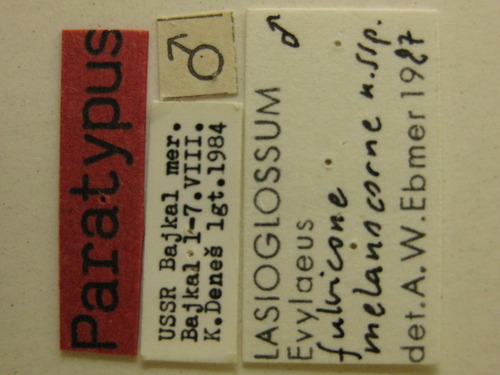 Paratypus
♂
USSR Bajkal mer.
Bajkal 1-7.VIII.
K.Deneš lgt.1984
LASIOGLOSSUM ♂
Evylaeus
fulvicorne
melanocorne n.ssp.
det.A.W.Ebmer 1987